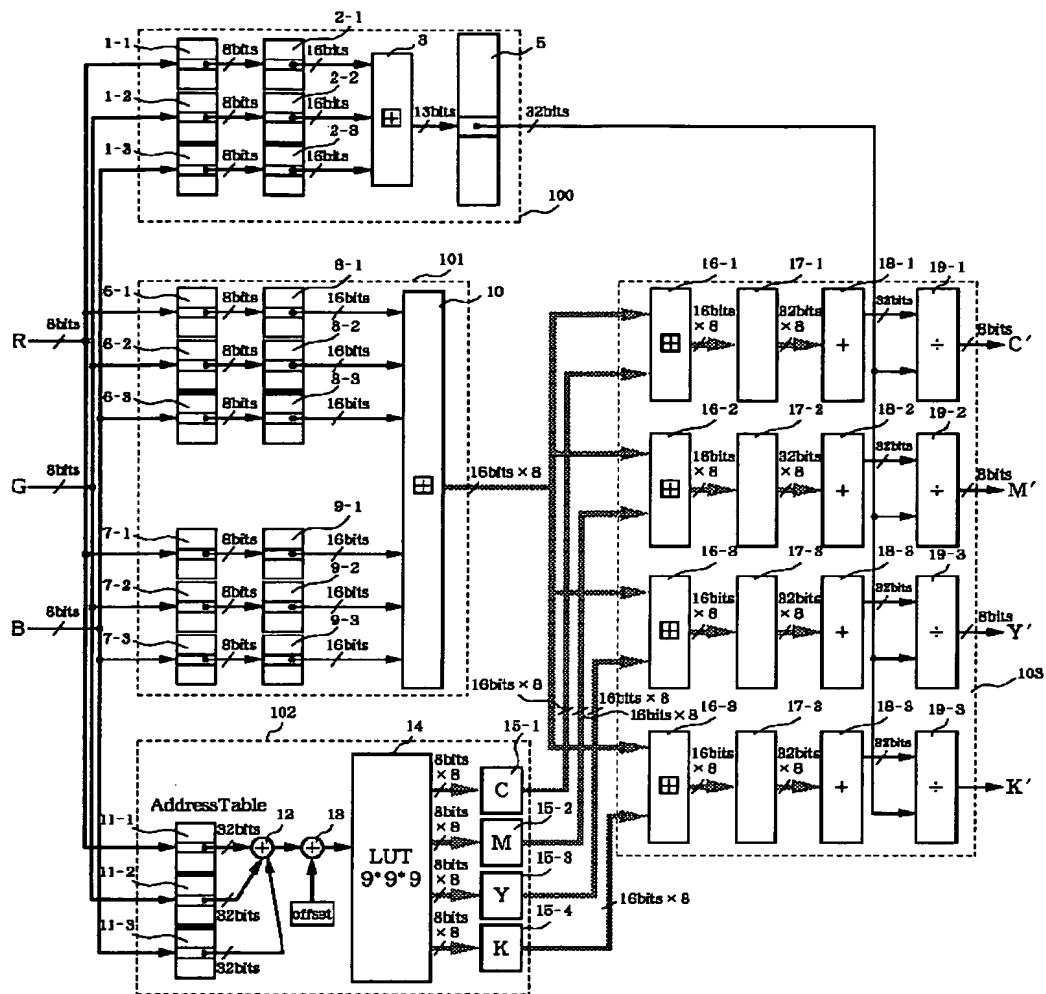 2-1
1-1
8bits
16bits
3
5
1-2
8bits
2-2
16bits
13bits
32bits
1-3
8bits
2-3
16bits
100
101
6-1
8bits
8-1
16bits
10
R
8bits
6-2
8bits
8-2
16bits
6-3
8bits
8-3
16bits
G
8bits
16bits × 8
7-1
8bits
9-1
16bits
7-2
8bits
9-2
16bits
B
8bits
7-3
8bits
9-3
16bits
16-1
17-1
18-1
19-1
16bits × 8
32bits × 8
+
32bits
÷
8bits
C′
16-2
17-2
18-2
19-2
16bits × 8
32bits × 8
+
32bits
÷
8bits
M′
16-3
17-3
18-3
19-3
16bits × 8
32bits × 8
+
32bits
÷
8bits
Y′
103
16bits × 8
16bits × 8
16bits × 8
16-3
17-3
18-3
19-3
16bits × 8
32bits × 8
+
32bits
÷
K′
102
14
15-1
8bits × 8
C
AddressTable
11-1
32bits
12
13
8bits × 8
15-2
M
LUT
9*9*9
11-2
32bits
offset
8bits × 8
15-3
Y
11-3
32bits
8bits × 8
15-4
K
16bits × 8